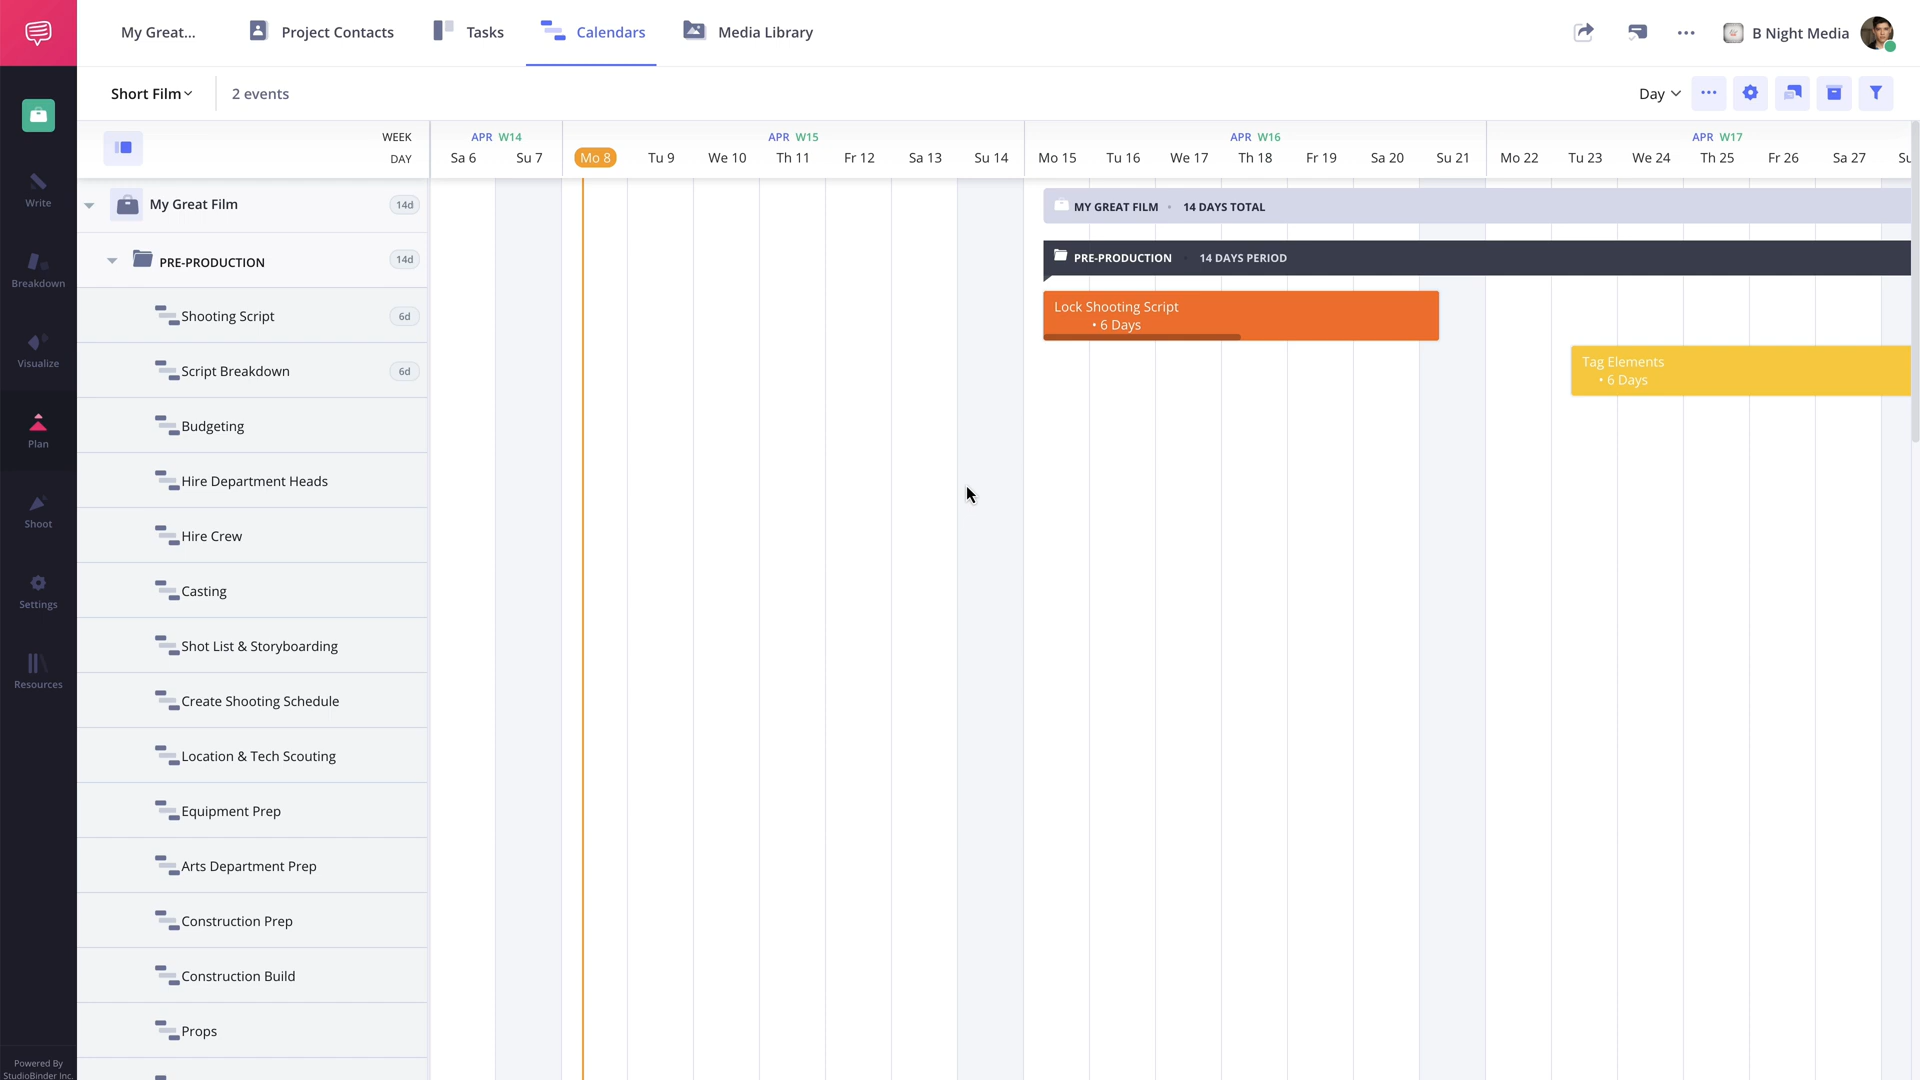 My Great...
Project Contacts
Tasks
Calendars
Media Library
B Night Media
Short Film
2 events
Day
WEEK
DAY
APR W14
APR W15
APR W16
APR W17
Sa 6
Su 7
Mo 8
Tu 9
We 10
Th 11
Fr 12
Sa 13
Su 14
Mo 15
Tu 16
We 17
Th 18
Fr 19
Sa 20
Su 21
Mo 22
Tu 23
We 24
Th 25
Fr 26
Sa 27
Su
Write
Breakdown
Visualize
Plan
Shoot
Settings
Resources
Powered By
StudioBinder Inc.
My Great Film 14d
PRE-PRODUCTION 14d
Shooting Script 6d
Script Breakdown 6d
Budgeting
Hire Department Heads
Hire Crew
Casting
Shot List & Storyboarding
Create Shooting Schedule
Location & Tech Scouting
Equipment Prep
Arts Department Prep
Construction Prep
Construction Build
Props
MY GREAT FILM • 14 DAYS TOTAL
PRE-PRODUCTION • 14 DAYS PERIOD
Lock Shooting Script
• 6 Days
Tag Elements
• 6 Days